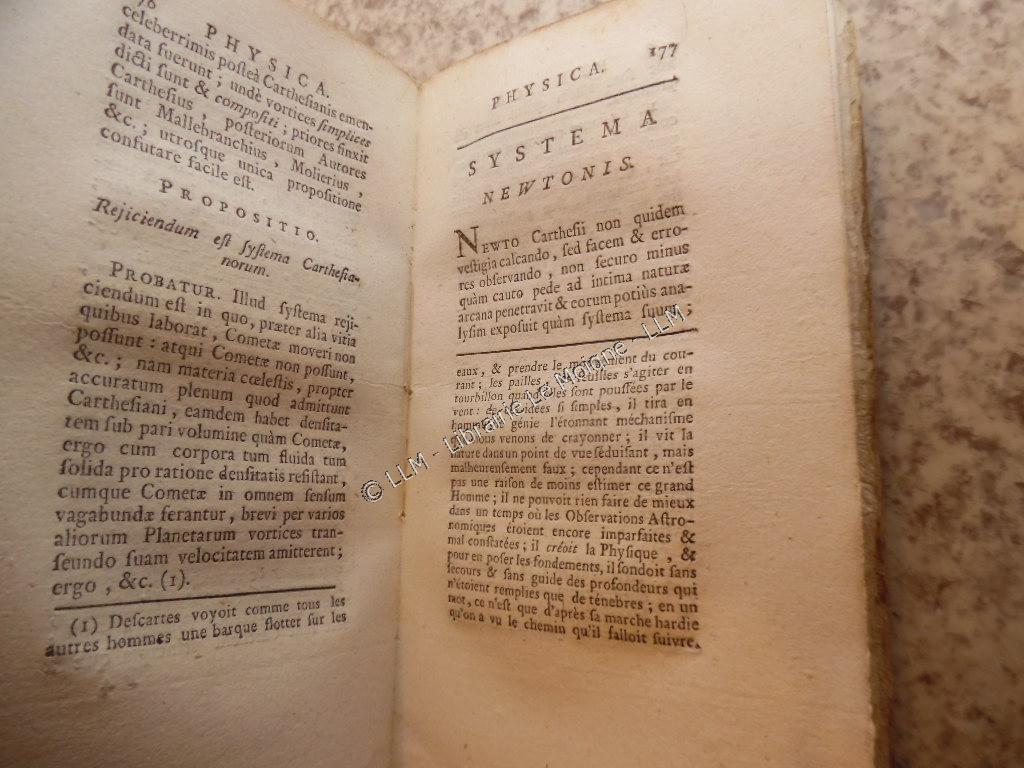 76
PHYSICA.
celeberrimis posteà Carthesianis emen-
data fuerunt ; undè vortices simplices
dicti sunt & compositi ; priores finxit
Carthesius, posteriorum Autores
sunt Mallebranchius, Molierius,
&c. ; utrosque unica propositione
confutare facile est.
PROPOSITIO.
Rejiciendum est systema Carthesia-
norum.
PROBATUR. Illud systema reji-
ciendum est in quo, præter alia vitia
quibus laborat, Cometæ moveri non
possunt : atqui Cometæ non possunt,
&c. ; nam materia cœlestis, propter
accuratum plenum quod admittunt
Carthesiani, eamdem habet densita-
tem sub pari volumine quàm Cometæ,
ergo cum corpora tum fluida tum
solida pro ratione densitatis resistant,
cumque Cometæ in omnem sensum
vagabundæ ferantur, brevi per varios
aliorum Planetarum vortices tran-
seundo suam velocitatem amitterent ;
ergo, &c. (1).
(1) Descartes voyoit comme tous les
autres hommes une barque flotter sur les
PHYSICA. 177
SYSTEMA
NEWTONIS.
NEWTO Carthesii non quidem
vestigia calcando, sed facem & erro-
res observando, non securo minus
quàm cauto pede ad intima naturæ
arcana penetravit & eorum potiùs ana-
lysim exposuit quàm systema suum ;
eaux, & prendre le mouvement du cou-
rant ; les pailles, les feuilles s'agiter en
tourbillon quand elles sont poussées par le
vent : de ces idées si simples, il tira en
homme de génie l'étonnant méchanisme
que nous venons de crayonner ; il vit la
nature dans un point de vue séduisant, mais
malheureusement faux ; cependant ce n'est
pas une raison de moins estimer ce grand
Homme ; il ne pouvoit rien faire de mieux
dans un temps où les Observations Astro-
nomiques étoient encore imparfaites &
mal constatées ; il créoit la Physique, &
pour en poser les fondements, il sondoit sans
secours & sans guide des profondeurs qui
n'étoient remplies que de ténebres ; en un
mot, ce n'est que d'après sa marche hardie
qu'on a vu le chemin qu'il falloit suivre.
© LLM - Librairie Le Moigne - LLM